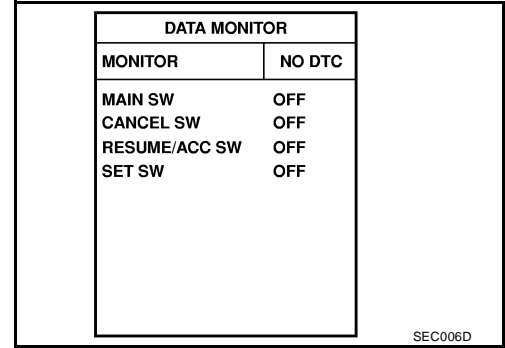 DATA MONITOR
MONITOR NO DTC
MAIN SW OFF
CANCEL SW OFF
RESUME/ACC SW OFF
SET SW OFF
SEC006D